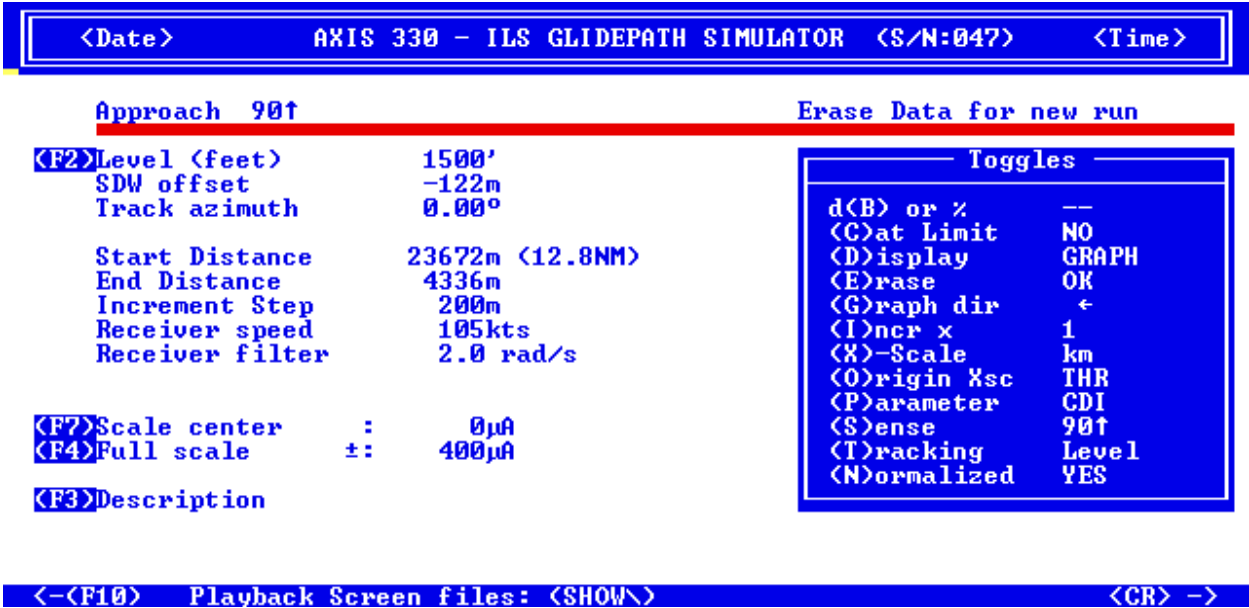 <Date> AXIS 330 - ILS GLIDEPATH SIMULATOR (S/N:047) <Time>
Approach 90↑ Erase Data for new run
(F2)Level (feet) 1500'
SDW offset -122m
Track azimuth 0.00º
Start Distance 23672m (12.8NM)
End Distance 4336m
Increment Step 200m
Receiver speed 105kts
Receiver filter 2.0 rad/s
(F7)Scale center : 0µA
(F4)Full scale ±: 400µA
(F3)Description
Toggles
d(B) or % --
(C)at Limit NO
(D)isplay GRAPH
(E)rase OK
(G)raph dir ←
(I)ncr x 1
(X)-Scale km
(O)rigin Xsc THR
(P)arameter CDI
(S)ense 90↑
(T)racking Level
(N)ormalized YES
<-(F10) Playback Screen files: (SHOW\) <CR> ->